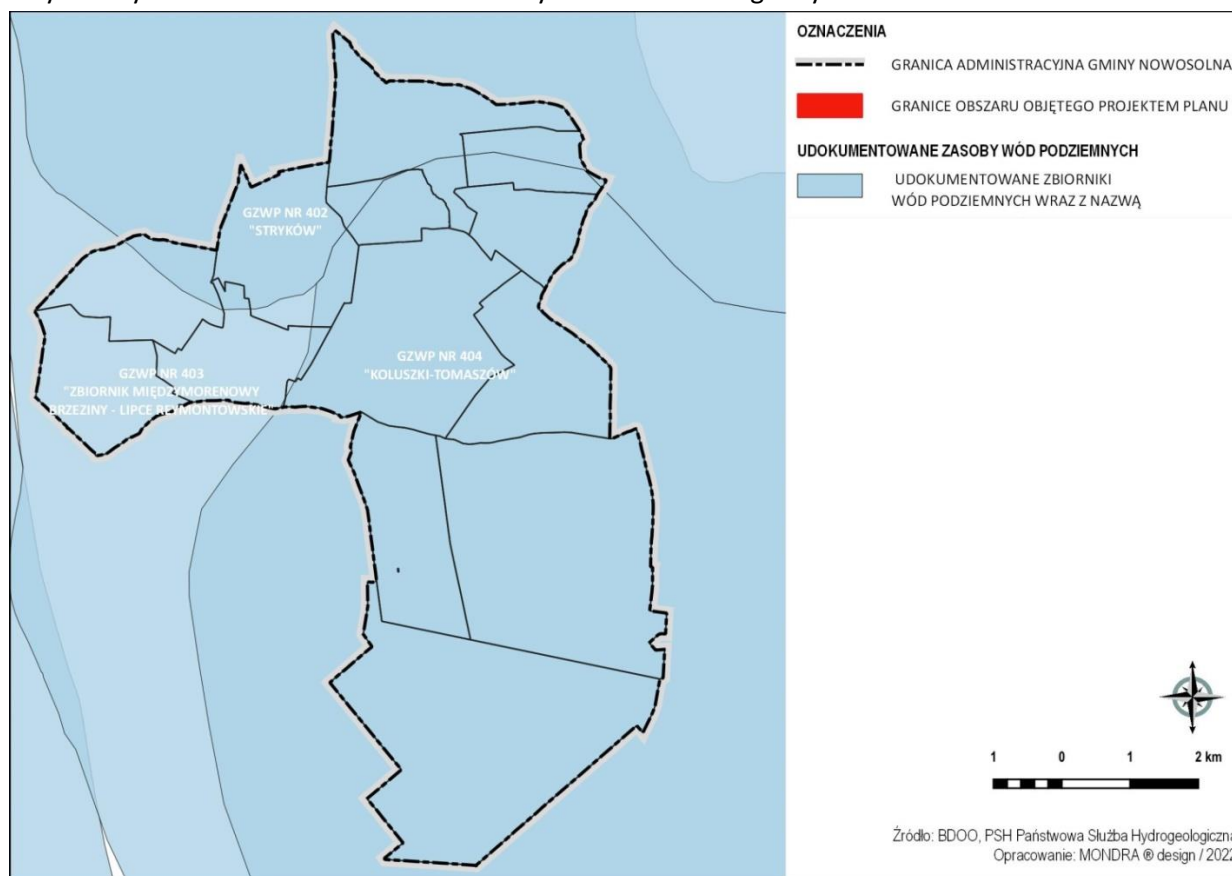 GZWP NR 402
"STRYKÓW"
GZWP NR 403
"ZBIORNIK MIĘDZYMORENOWY
BRZEZINY - LIPCE REYMONTOWSKIE"
GZWP NR 404
"KOLUSZKI-TOMASZÓW"
OZNACZENIA
GRANICA ADMINISTRACYJNA GMINY NOWOSOLNA
GRANICE OBSZARU OBJĘTEGO PROJEKTEM PLANU
UDOKUMENTOWANE ZASOBY WÓD PODZIEMNYCH
UDOKUMENTOWANE ZBIORNIKI
WÓD PODZIEMNYCH WRAZ Z NAZWĄ
1 0 1 2 km
Źródło: BDOO, PSH Państwowa Służba Hydrogeologiczna
Opracowanie: MONDRA ® design / 2022